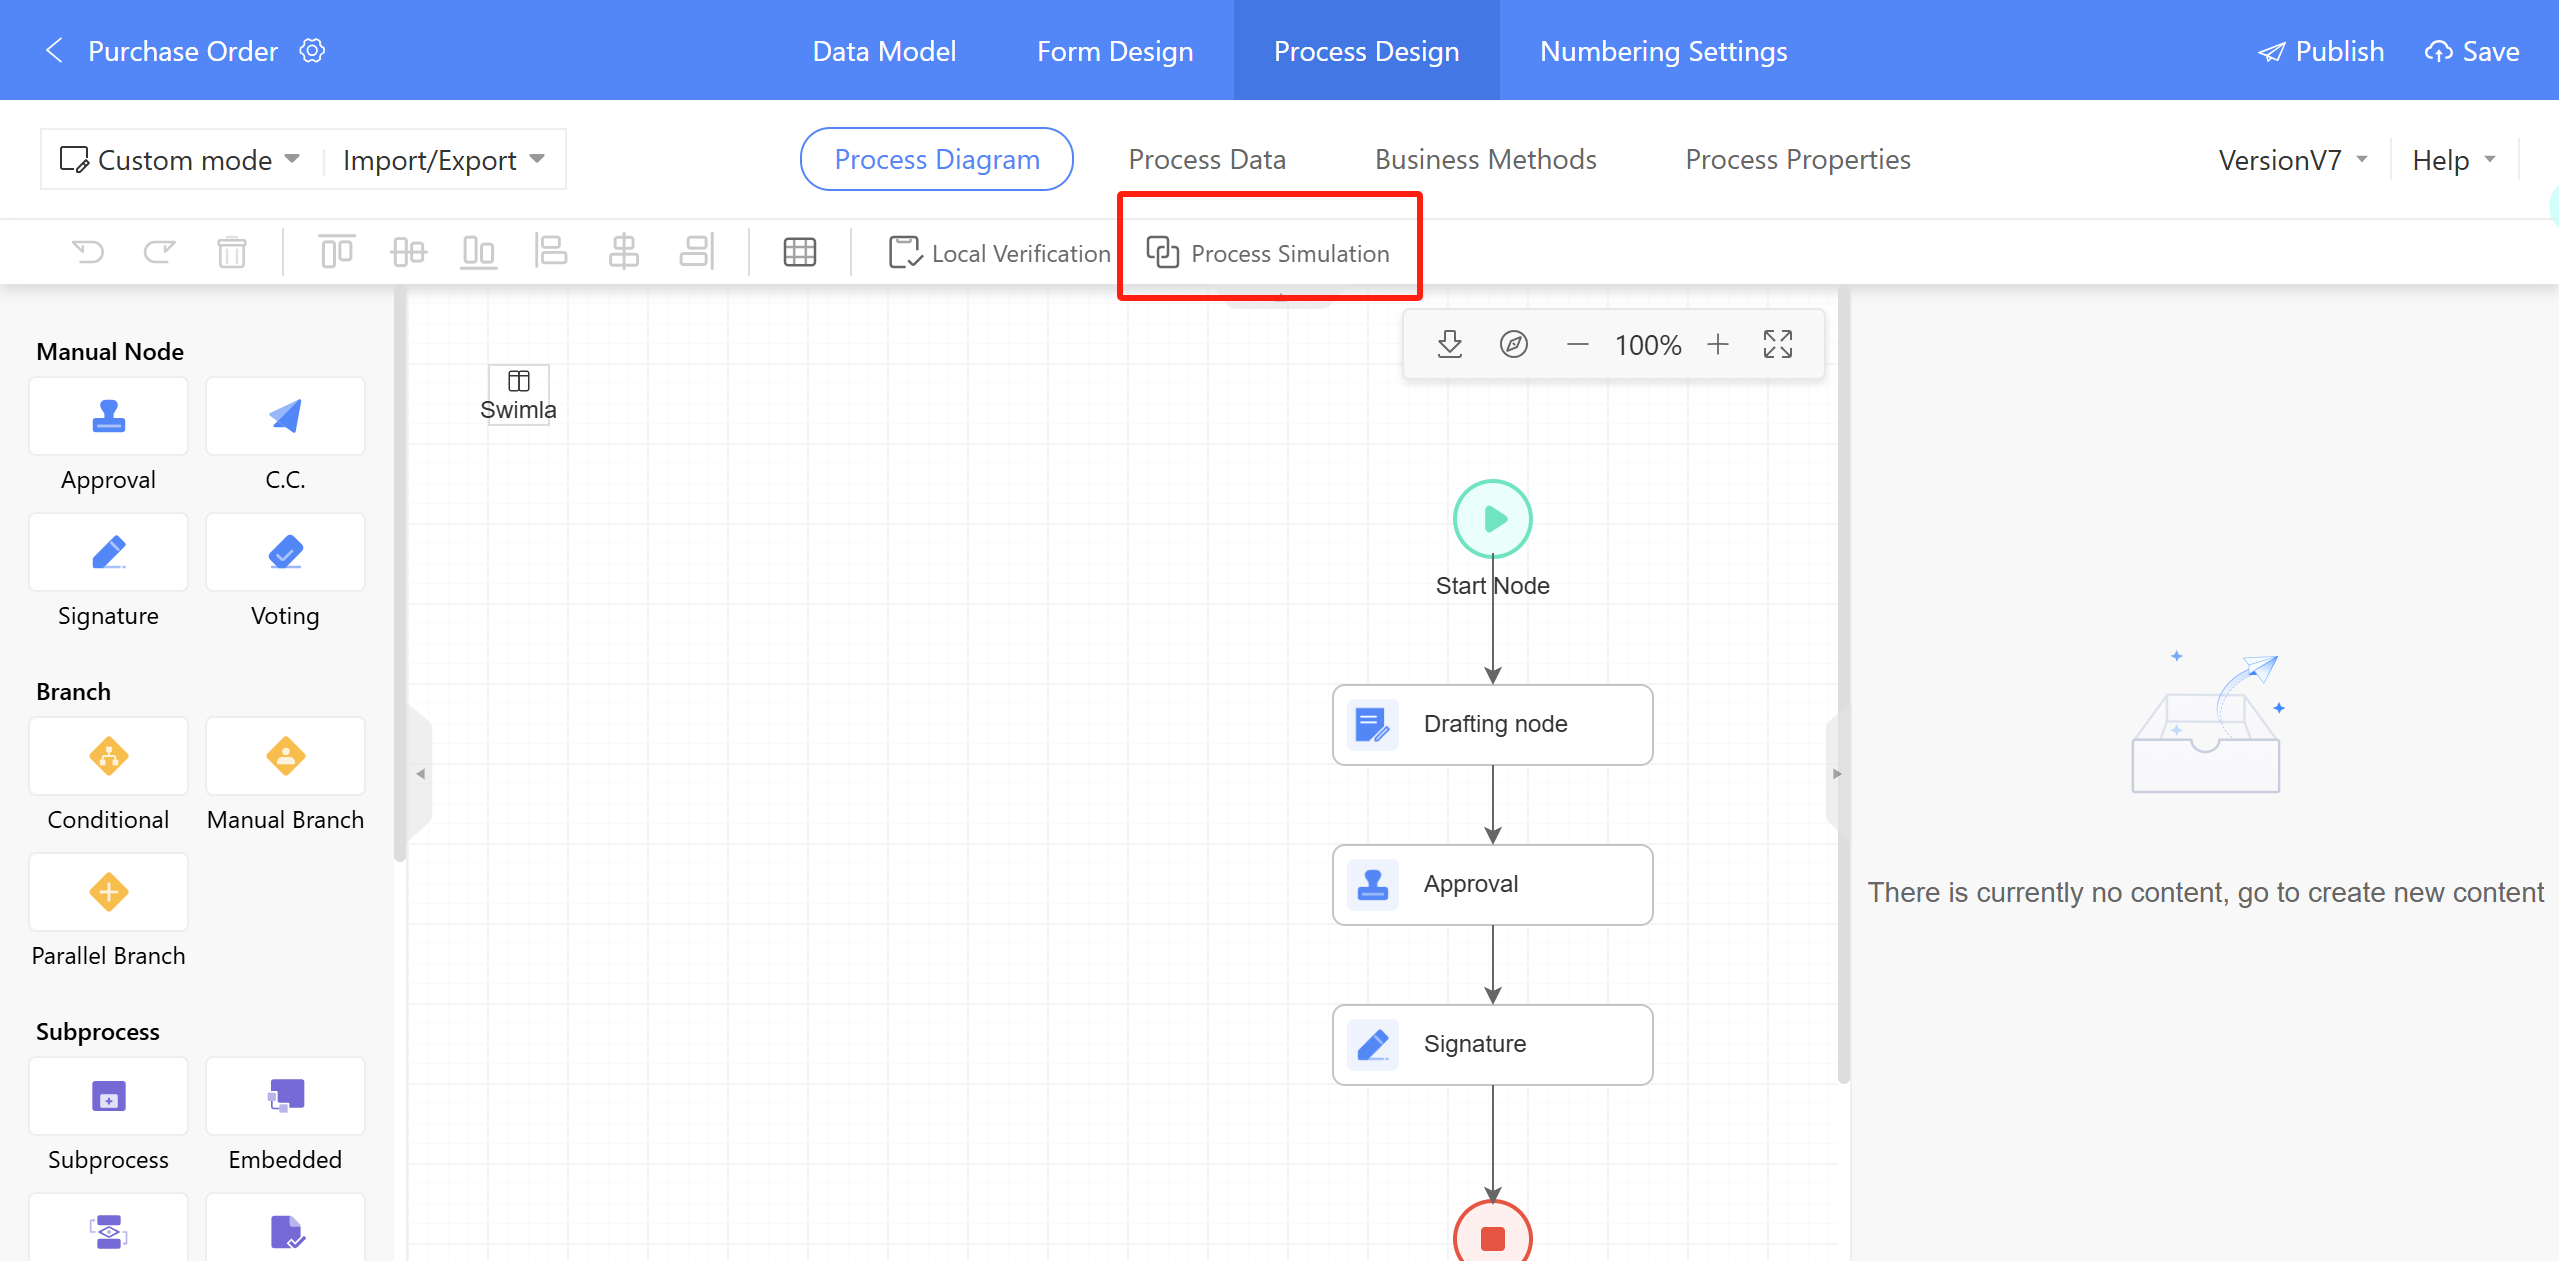 Purchase Order
Data Model
Form Design
Process Design
Numbering Settings
Publish
Save
Custom mode
Import/Export
Process Diagram
Process Data
Business Methods
Process Properties
VersionV7
Help
Local Verification
Process Simulation
Manual Node
Approval
C.C.
Signature
Voting
Branch
Conditional
Manual Branch
Parallel Branch
Subprocess
Subprocess
Embedded
Swimla
100%
Start Node
Drafting node
Approval
Signature
There is currently no content, go to create new content